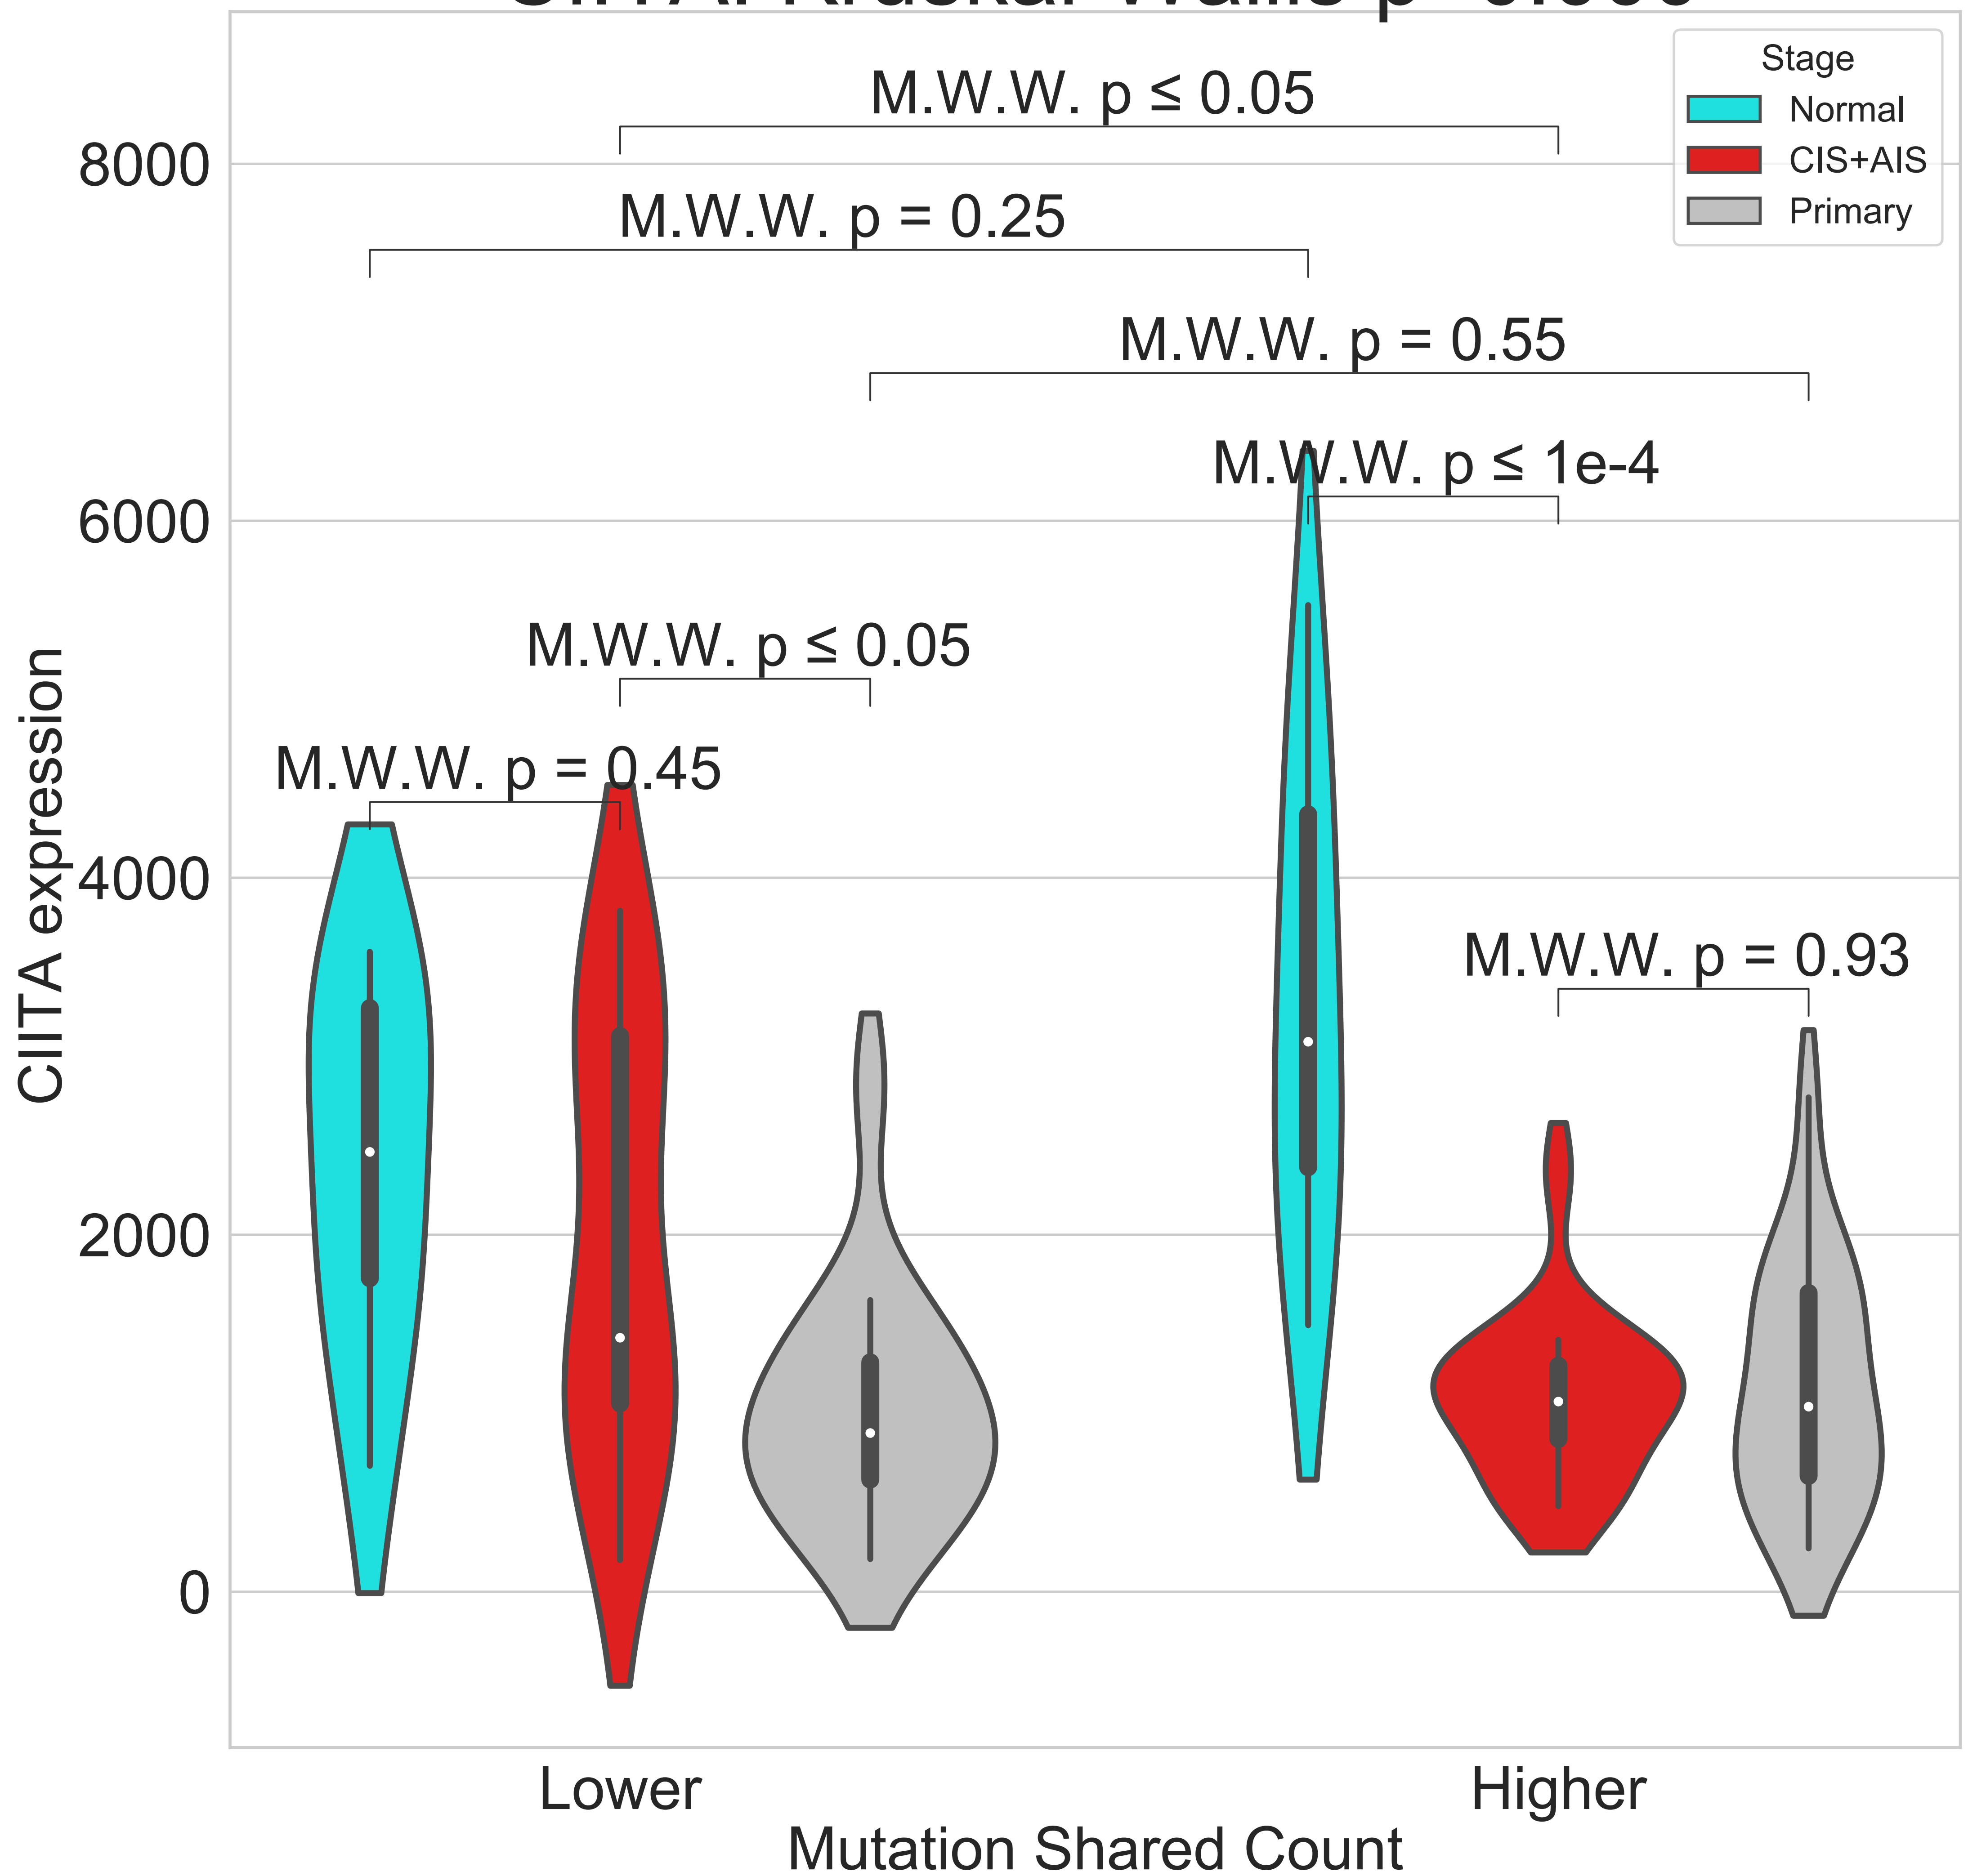 Stage
Normal
CIS+AIS
Primary
M.W.W. p ≤ 0.05
8000
M.W.W. p = 0.25
M.W.W. p = 0.55
M.W.W. p ≤ 1e-4
6000
M.W.W. p ≤ 0.05
M.W.W. p = 0.45
4000
M.W.W. p = 0.93
CIITA expression
2000
0
Lower
Higher
Mutation Shared Count